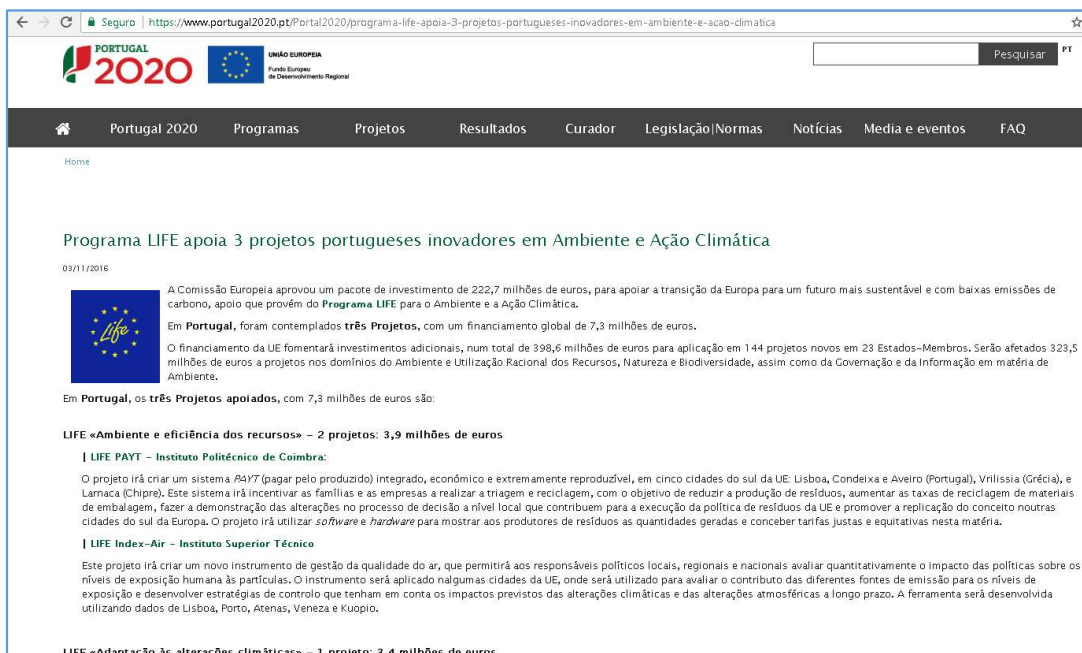 Seguro | https://www.portugal2020.pt/Portal2020/programa-life-apoia-3-projetos-portugueses-inovadores-em-ambiente-e-acao-climatica
PORTUGAL
2020
UNIÃO EUROPEIA
Fundo Europeu
de Desenvolvimento Regional
Pesquisar
PT
Portugal 2020 Programas Projetos Resultados Curador Legislação|Normas Notícias Media e eventos FAQ
Home
Programa LIFE apoia 3 projetos portugueses inovadores em Ambiente e Ação Climática
03/11/2016
Life
A Comissão Europeia aprovou um pacote de investimento de 222,7 milhões de euros, para apoiar a transição da Europa para um futuro mais sustentável e com baixas emissões de
carbono, apoio que provém do Programa LIFE para o Ambiente e a Ação Climática.
Em Portugal, foram contemplados três Projetos, com um financiamento global de 7,3 milhões de euros.
O financiamento da UE fomentará investimentos adicionais, num total de 398,6 milhões de euros para aplicação em 144 projetos novos em 23 Estados-Membros. Serão afetados 323,5
milhões de euros a projetos nos domínios do Ambiente e Utilização Racional dos Recursos, Natureza e Biodiversidade, assim como da Governação e da Informação em matéria de
Ambiente.
Em Portugal, os três Projetos apoiados, com 7,3 milhões de euros são:
LIFE «Ambiente e eficiência dos recursos» – 2 projetos: 3,9 milhões de euros
| LIFE PAYT – Instituto Politécnico de Coimbra:
O projeto irá criar um sistema PAYT (pagar pelo produzido) integrado, económico e extremamente reproduzível, em cinco cidades do sul da UE: Lisboa, Condeixa e Aveiro (Portugal), Vrilissia (Grécia), e
Larnaca (Chipre). Este sistema irá incentivar as famílias e as empresas a realizar a triagem e reciclagem, com o objetivo de reduzir a produção de resíduos, aumentar as taxas de reciclagem de materiais
de embalagem, fazer a demonstração das alterações no processo de decisão a nível local que contribuem para a execução da política de resíduos da UE e promover a replicação do conceito noutras
cidades do sul da Europa. O projeto irá utilizar software e hardware para mostrar aos produtores de resíduos as quantidades geradas e conceber tarifas justas e equitativas nesta matéria.
| LIFE Index-Air – Instituto Superior Técnico
Este projeto irá criar um novo instrumento de gestão da qualidade do ar, que permitirá aos responsáveis políticos locais, regionais e nacionais avaliar quantitativamente o impacto das políticas sobre os
níveis de exposição humana às partículas. O instrumento será aplicado nalgumas cidades da UE, onde será utilizado para avaliar o contributo das diferentes fontes de emissão para os níveis de
exposição e desenvolver estratégias de controlo que tenham em conta os impactos previstos das alterações climáticas e das alterações atmosféricas a longo prazo. A ferramenta será desenvolvida
utilizando dados de Lisboa, Porto, Atenas, Veneza e Kuopio.
LIFE «Adaptação às alterações climáticas» – 1 projeto: 3,4 milhões de euros